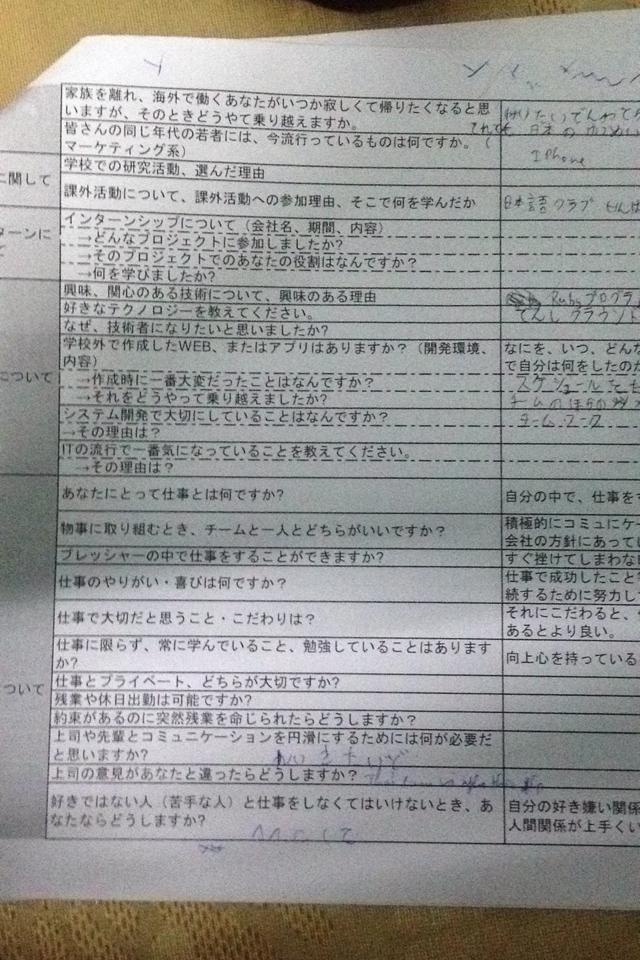 家族を離れ、海外で働くあなたがいつか寂しくて帰りたくなると思
いますが、そのときどうやって乗り越えますか。
皆さんの同じ年代の若者には、今流行っているものは何ですか。(
マーケティング系)
IPhone
に関して
学校での研究活動、選んだ理由
課外活動について、課外活動への参加理由、そこで何を学んだか
日本語クラブ
ターンに
て
インターンシップについて(会社名、期間、内容)
→どんなプロジェクトに参加しましたか?
→そのプロジェクトでのあなたの役割はなんですか?
→何を学びましたか?
興味、関心のある技術について、興味のある理由
Rubyプログラ
好きなテクノロジーを教えてください。
なぜ、技術者になりたいと思いましたか?
について
学校外で作成したWEB、またはアプリはありますか?(開発環境、
内容)
なにを、いつ、どんな
で自分は何をしたのか
→作成時に一番大変だったことはなんですか?
スケジュール
→それをどうやって乗り越えましたか?
システム開発で大切にしていることはなんですか?
チームワーク
→その理由は?
ITの流行で一番気になっていることを教えてください。
→その理由は?
ついて
あなたにとって仕事とは何ですか?
自分の中で、仕事を
物事に取り組むとき、チームと一人とどちらがいいですか?
積極的にコミュニケー
会社の方針にあってい
プレッシャーの中で仕事をすることができますか?
すぐ挫けてしまわな
仕事のやりがい・喜びは何ですか?
仕事で成功したこと
続するために努力し
仕事で大切だと思うこと・こだわりは?
それにこだわると、
あるとより良い。
仕事に限らず、常に学んでいること、勉強していることはあります
か?
向上心を持っている
仕事とプライベート、どちらが大切ですか?
残業や休日出勤は可能ですか?
約束があるのに突然残業を命じられたらどうしますか?
上司や先輩とコミュニケーションを円滑にするためには何が必要だ
と思いますか?
上司の意見があなたと違ったらどうしますか?
好きではない人(苦手な人)と仕事をしなくてはいけないとき、あ
なたならどうしますか?
自分の好き嫌い関係
人間関係が上手くい